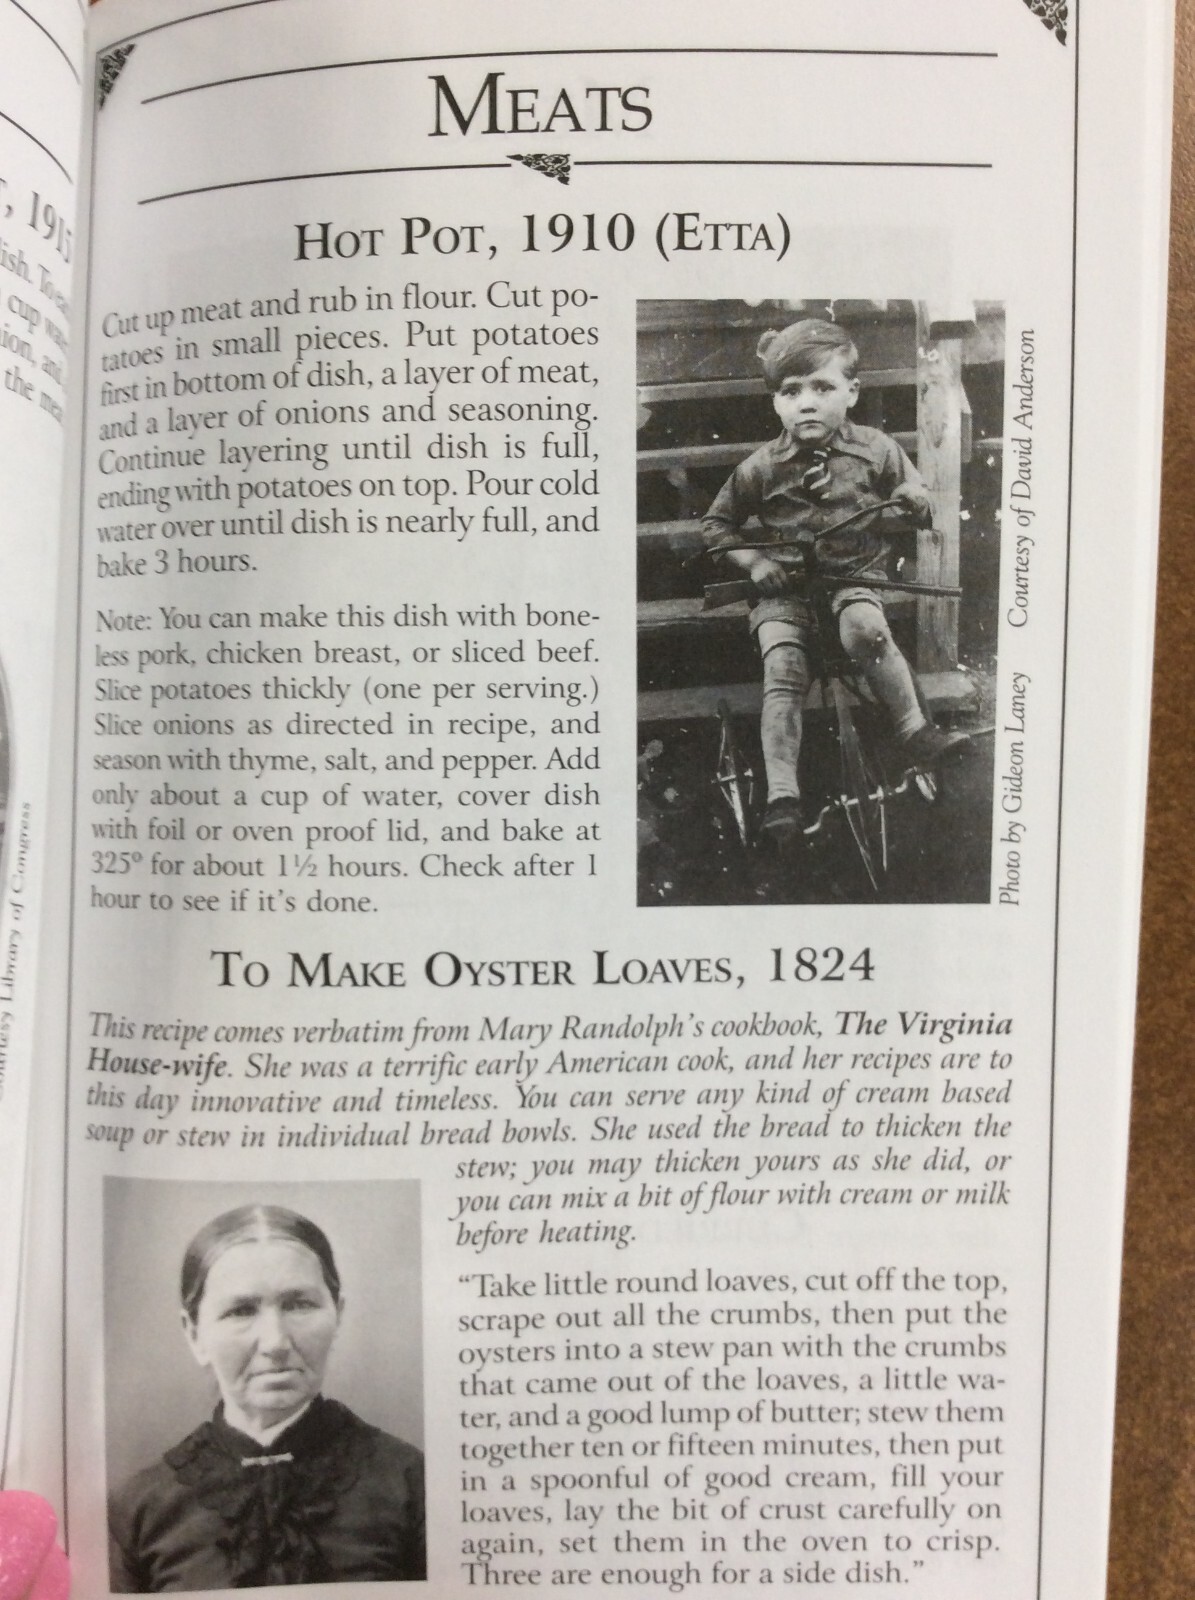 MEATS
HOT POT, 1910 (ETTA)
Cut up meat and rub in flour. Cut po-
tatoes in small pieces. Put potatoes
first in bottom of dish, a layer of meat,
and a layer of onions and seasoning.
Continue layering until dish is full,
ending with potatoes on top. Pour cold
water over until dish is nearly full, and
bake 3 hours.
Note: You can make this dish with bone-
less pork, chicken breast, or sliced beef.
Slice potatoes thickly (one per serving.)
Slice onions as directed in recipe, and
season with thyme, salt, and pepper. Add
only about a cup of water, cover dish
with foil or oven proof lid, and bake at
325° for about 1½ hours. Check after 1
hour to see if it's done.
Photo by Gideon Laney Courtesy of David Anderson
TO MAKE OYSTER LOAVES, 1824
This recipe comes verbatim from Mary Randolph's cookbook, The Virginia
House-wife. She was a terrific early American cook, and her recipes are to
this day innovative and timeless. You can serve any kind of cream based
soup or stew in individual bread bowls. She used the bread to thicken the
stew; you may thicken yours as she did, or
you can mix a bit of flour with cream or milk
before heating.
"Take little round loaves, cut off the top,
scrape out all the crumbs, then put the
oysters into a stew pan with the crumbs
that came out of the loaves, a little wa-
ter, and a good lump of butter; stew them
together ten or fifteen minutes, then put
in a spoonful of good cream, fill your
loaves, lay the bit of crust carefully on
again, set them in the oven to crisp.
Three are enough for a side dish."
, 1915
cup
the
Library of Congress